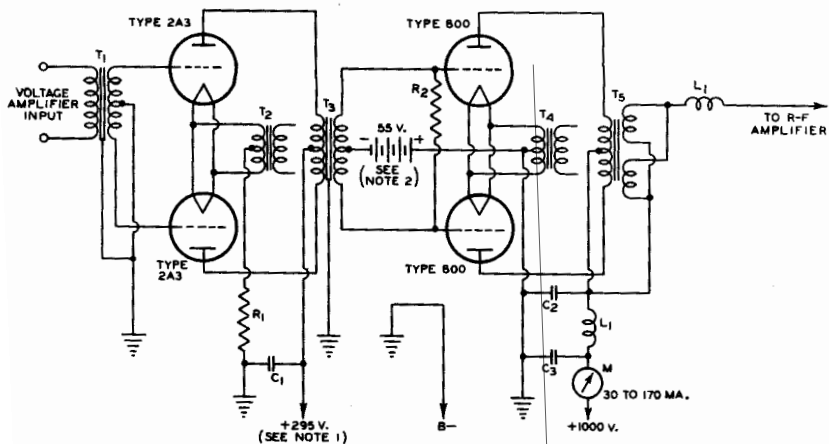 TYPE 2A3
TYPE 800
T1
T2
T3
R2
55 V.
- +
SEE
(NOTE 2)
T4
T5
L1
TO R-F
AMPLIFIER
VOLTAGE
AMPLIFIER
INPUT
TYPE
2A3
TYPE 800
R1
C1
C2
L1
C3
M
30 TO 170 MA.
+295 V.
(SEE NOTE 1)
B-
+1000 V.